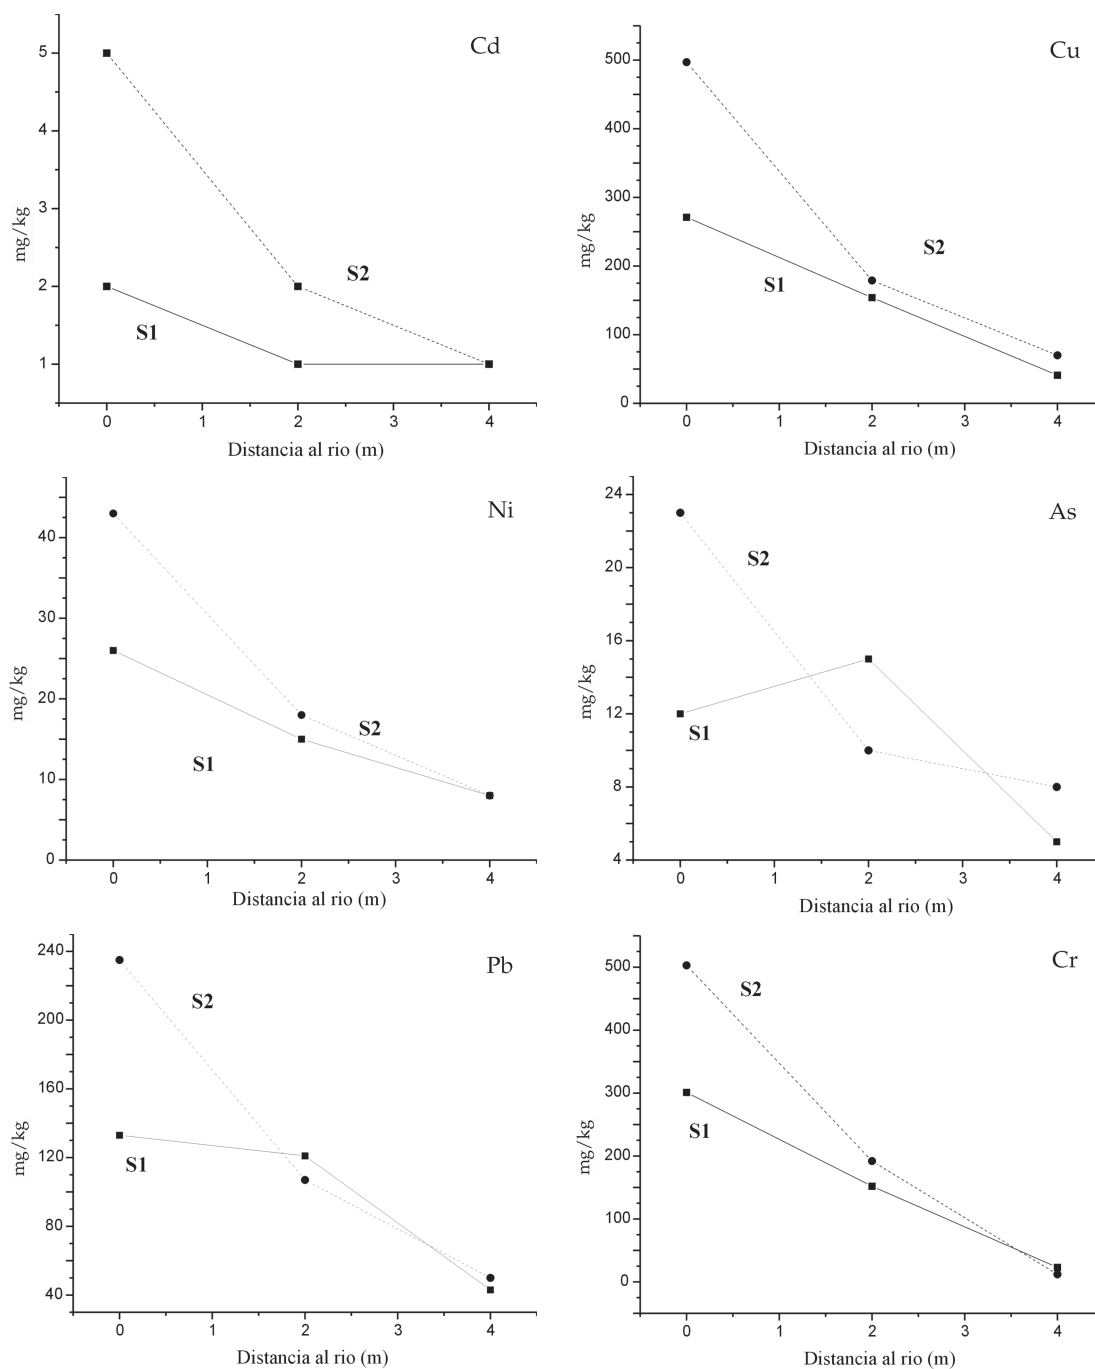 Cd
5
4
3
2
1
mg/kg
S2
S1
0 1 2 3 4
Distancia al rio (m)
Cu
500
400
300
200
100
0
mg/kg
S2
S1
0 1 2 3 4
Distancia al rio (m)
Ni
40
30
20
10
0
mg/kg
S2
S1
0 1 2 3 4
Distancia al rio (m)
As
24
20
16
12
8
4
mg/kg
S2
S1
0 1 2 3 4
Distancia al rio (m)
Pb
240
200
160
120
80
40
mg/kg
S2
S1
0 1 2 3 4
Distancia al rio (m)
Cr
500
400
300
200
100
0
mg/kg
S2
S1
0 1 2 3 4
Distancia al rio (m)